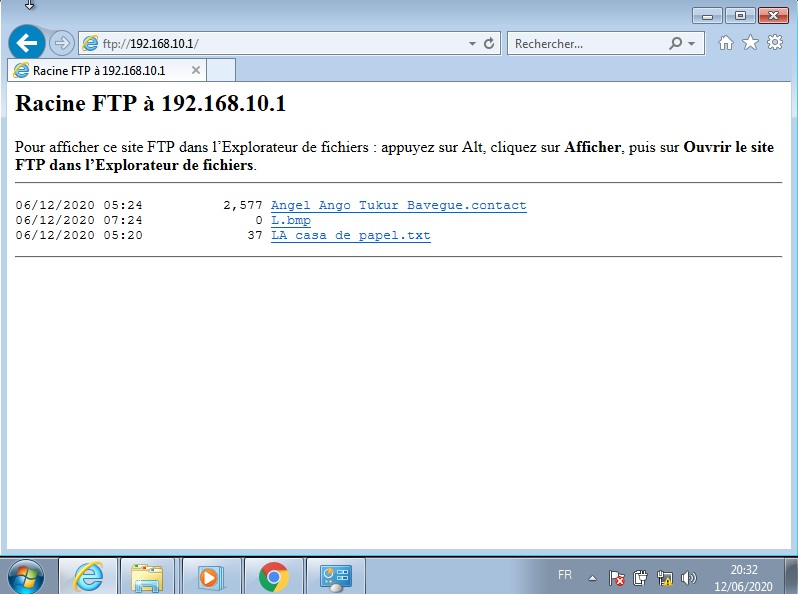 ftp://192.168.10.1/
Rechercher...
Racine FTP à 192.168.10.1
Racine FTP à 192.168.10.1
Pour afficher ce site FTP dans l’Explorateur de fichiers : appuyez sur Alt, cliquez sur Afficher, puis sur Ouvrir le site
FTP dans l’Explorateur de fichiers.
06/12/2020 05:24 2,577 Angel Ango Tukur Bavegue.contact
06/12/2020 07:24 0 L.bmp
06/12/2020 05:20 37 LA casa de papel.txt
FR
20:32
12/06/2020